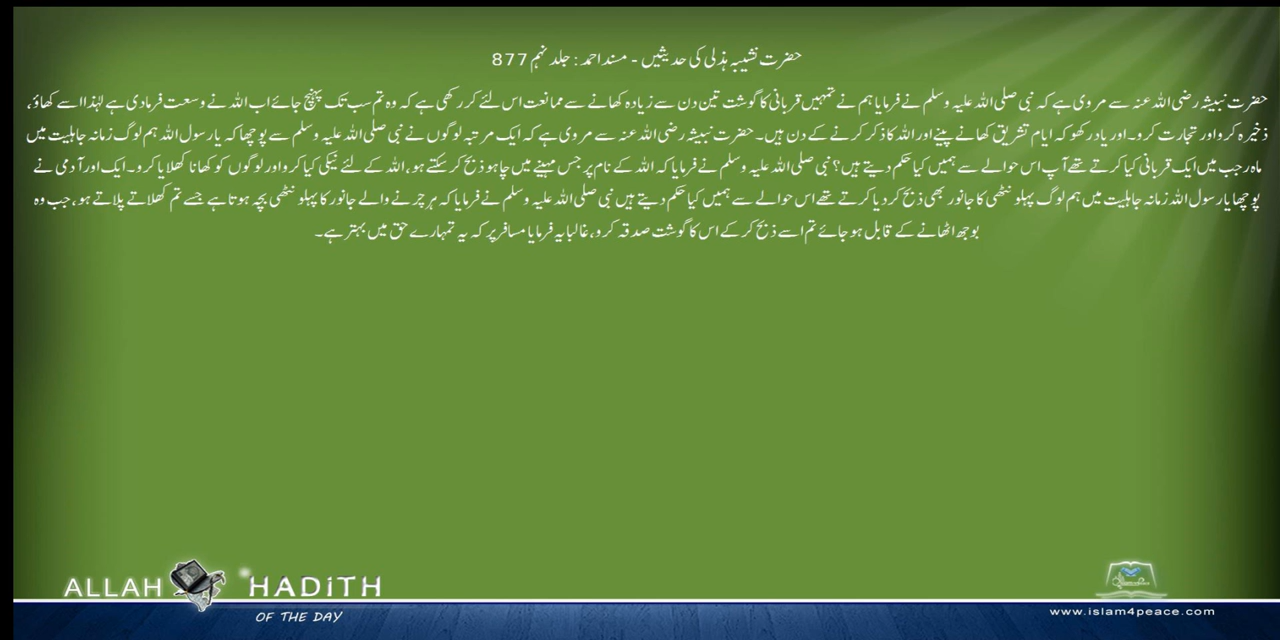 حضرت نشیبہ ہذلی کی حدیثیں - مسند احمد : جلد نہم 877
حضرت نبیشہ رضی اللہ عنہ سے مروی ہے کہ نبی صلی اللہ علیہ وسلم نے فرمایا ہم نے تمہیں قربانی کا گوشت تین دن سے زیادہ کھانے سے ممانعت اس لئے کر رکھی ہے کہ وہ تم سب تک پہنچ جائے اب اللہ نے وسعت فرمادی ہے لہٰذا اسے کھاؤ،
ذخیرہ کرو اور تجارت کرو۔ اور یاد رکھو کہ ایام تشریق کھانے پینے اور اللہ کا ذکر کرنے کے دن ہیں۔ حضرت نبیشہ رضی اللہ عنہ سے مروی ہے کہ ایک مرتبہ لوگوں نے نبی صلی اللہ علیہ وسلم سے پوچھا کہ یا رسول اللہ ہم لوگ زمانہ جاہلیت میں
ماہ رجب میں ایک قربانی کیا کرتے تھے آپ اس حوالے سے ہمیں کیا حکم دیتے ہیں؟ نبی صلی اللہ علیہ وسلم نے فرمایا کہ اللہ کے نام پر جس مہینے میں چاہو ذبح کر سکتے ہو، اللہ کے لئے نیکی کیا کرو اور لوگوں کو کھانا کھلایا کرو۔ ایک اور آدمی نے
پوچھا یا رسول اللہ زمانہ جاہلیت میں ہم لوگ پہلونٹھی کا جانور بھی ذبح کر دیا کرتے تھے اس حوالے سے ہمیں کیا حکم دیتے ہیں نبی صلی اللہ علیہ وسلم نے فرمایا کہ ہر چرنے والے جانور کا پہلونٹھی بچہ ہوتا ہے جسے تم کھلاتے پلاتے ہو، جب وہ
بوجھ اٹھانے کے قابل ہو جائے تم اسے ذبح کر کے اس کا گوشت صدقہ کرو، غالبا یہ فرمایا مسافر پر کہ یہ تمہارے حق میں بہتر ہے۔
ALLAH HADITH
OF THE DAY
www.islam4peace.com